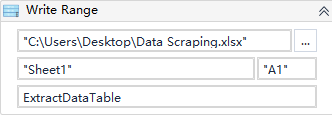 Write Range
"C:\Users\Desktop\Data Scraping.xlsx" ...
"Sheet1" "A1"
ExtractDataTable